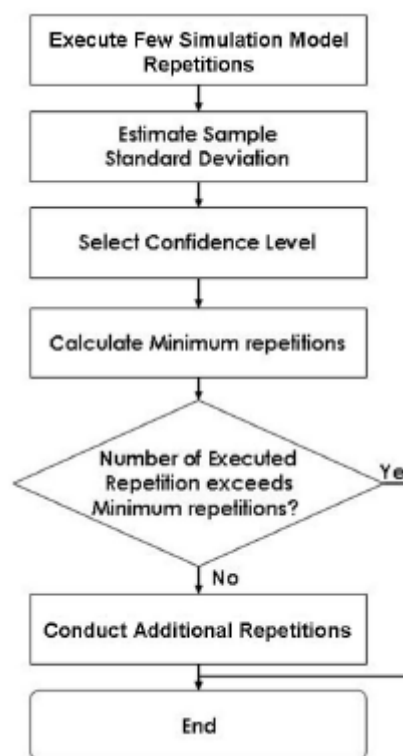 Execute Few Simulation Model
Repetitions
Estimate Sample
Standard Deviation
Select Confidence Level
Calculate Minimum repetitions
Number of Executed
Repetition exceeds
Minimum repetitions?
Ye
No
Conduct Additional Repetitions
End